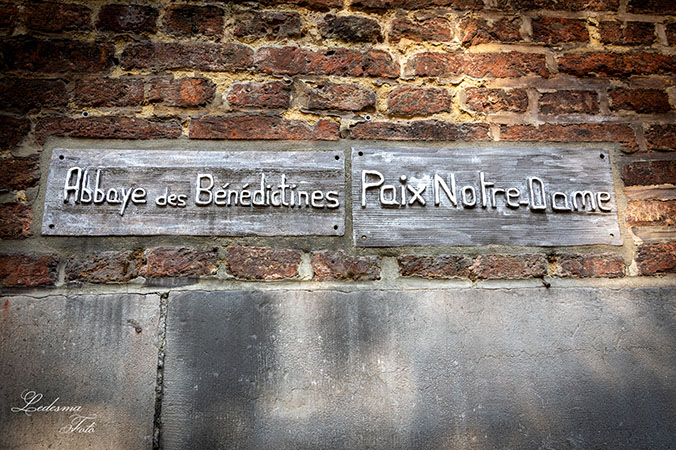 Abbaye des Bénédictines
Paix Notre-Dame
Ledesma
Foto